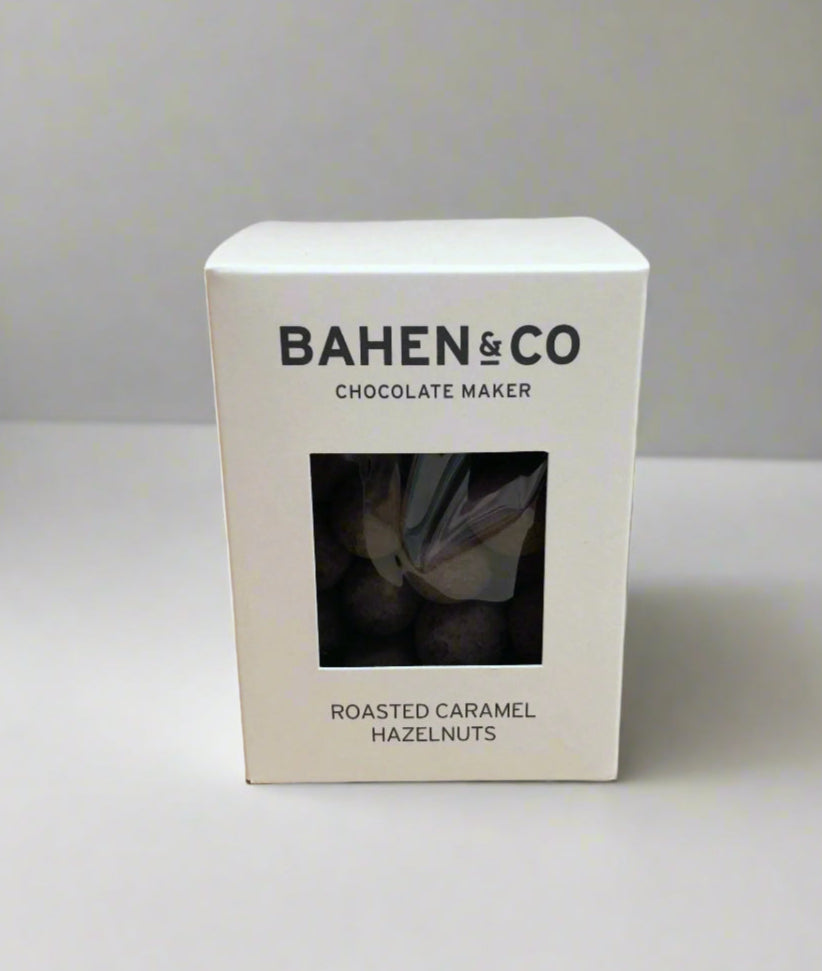 BAHEN & CO
CHOCOLATE MAKER
ROASTED CARAMEL
HAZELNUTS